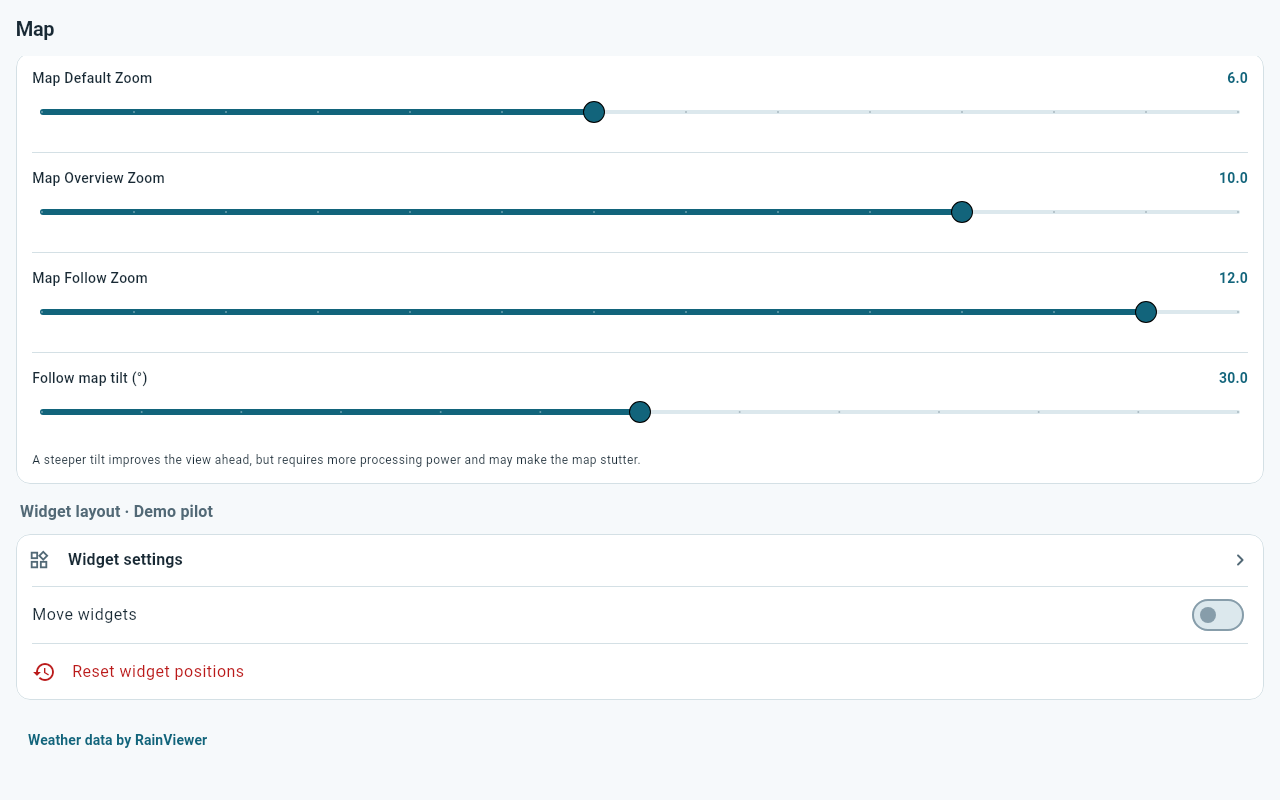 Map
Map Default Zoom 6.0
Map Overview Zoom 10.0
Map Follow Zoom 12.0
Follow map tilt (°) 30.0
A steeper tilt improves the view ahead, but requires more processing power and may make the map stutter.
Widget layout · Demo pilot
Widget settings
Move widgets
Reset widget positions
Weather data by RainViewer